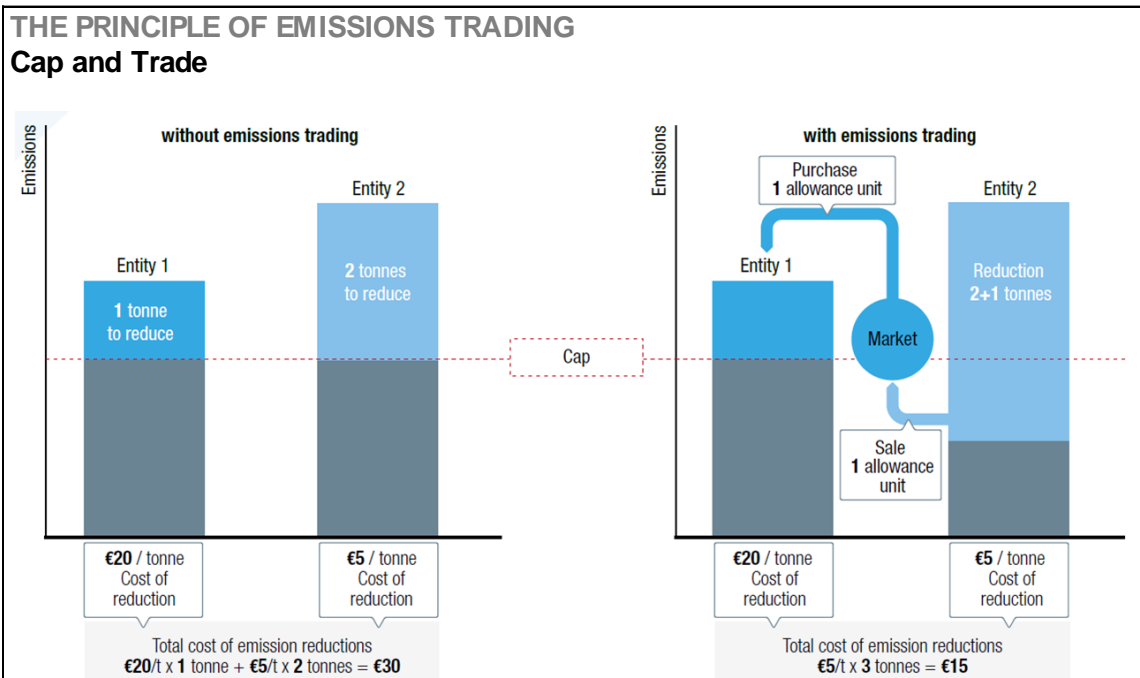 THE PRINCIPLE OF EMISSIONS TRADING
Cap and Trade
Emissions
without emissions trading
Entity 1
1 tonne
to reduce
Entity 2
2 tonnes
to reduce
€20 / tonne
Cost of
reduction
€5 / tonne
Cost of
reduction
Total cost of emission reductions
€20/t x 1 tonne + €5/t x 2 tonnes = €30
Cap
Emissions
with emissions trading
Purchase
1 allowance unit
Entity 1
Market
Entity 2
Reduction
2+1 tonnes
Sale
1 allowance
unit
€20 / tonne
Cost of
reduction
€5 / tonne
Cost of
reduction
Total cost of emission reductions
€5/t x 3 tonnes = €15